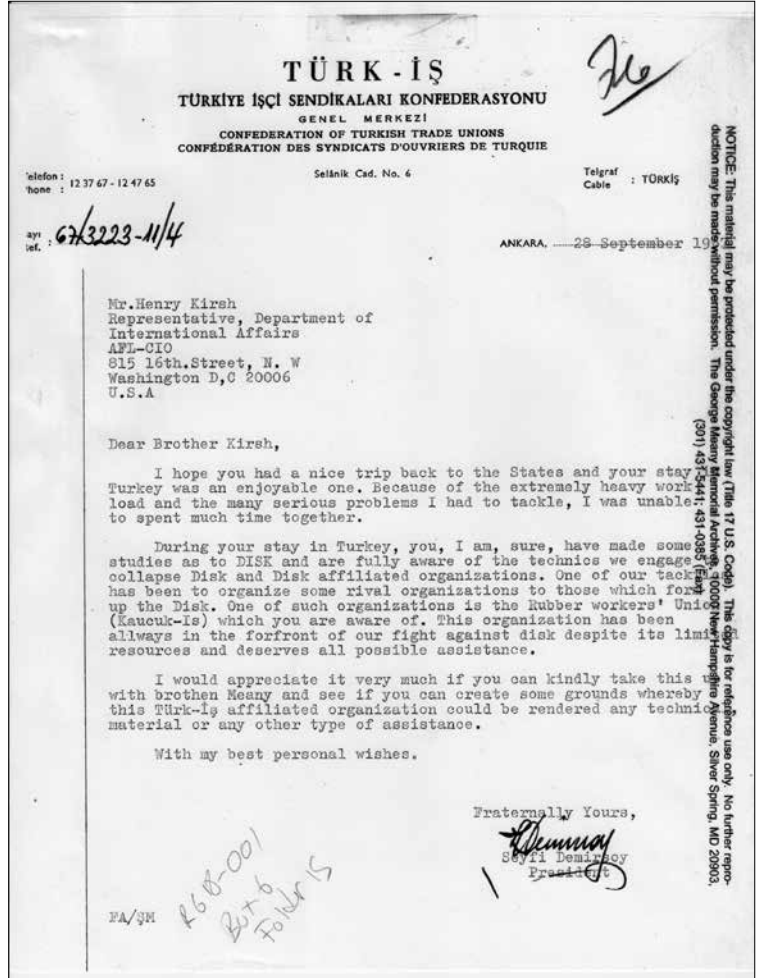 TÜRK-İŞ
File
TÜRKİYE İŞÇİ SENDİKALARI KONFEDERASYONU
GENEL MERKEZİ
CONFEDERATION OF TURKISH TRADE UNIONS
CONFÉDÉRATION DES SYNDICATS D'OUVRIERS DE TURQUIE
Selânik Cad. No. 6
elefon :
hone : 12 37 67 - 12 47 65
Telgraf
Cable : TÜRKİŞ
ayı
ef. : 67/3223-11/4
ANKARA, 28 September 19
Mr.Henry Kirsh
Representative, Department of
International Affairs
AFL-CIO
815 16th.Street, N. W
Washington D,C 20006
U.S.A
Dear Brother Kirsh,
I hope you had a nice trip back to the States and your stay
Turkey was an enjoyable one. Because of the extremely heavy work
load and the many serious problems I had to tackle, I was unable
to spent much time together.
During your stay in Turkey, you, I am, sure, have made some
studies as to DISK and are fully aware of the technics we engage
collapse Disk and Disk affiliated organizations. One of our tack
has been to organize some rival organizations to those which form
up the Disk. One of such organizations is the Rubber workers' Unio
(Kaucuk-Is) which you are aware of. This organization has been
allways in the forfront of our fight against disk despite its limited
resources and deserves all possible assistance.
I would appreciate it very much if you can kindly take this u
with brothen Meany and see if you can create some grounds whereby
this Türk-İş affiliated organization could be rendered any technic
material or any other type of assistance.
With my best personal wishes.
Fraternally Yours,
Seyfi Demirsoy
President
FA/ŞM
RG18-001
Box 6
Folder 15
NOTICE: This material may be protected under the copyright law (Title 17 U.S. Code). This copy is for reference use only. No further repro-
duction may be made without permission. The George Meany Memorial Archives, 10000 New Hampshire Avenue, Silver Spring, MD 20903,
(301) 431-5441; 431-0385 (Fax)